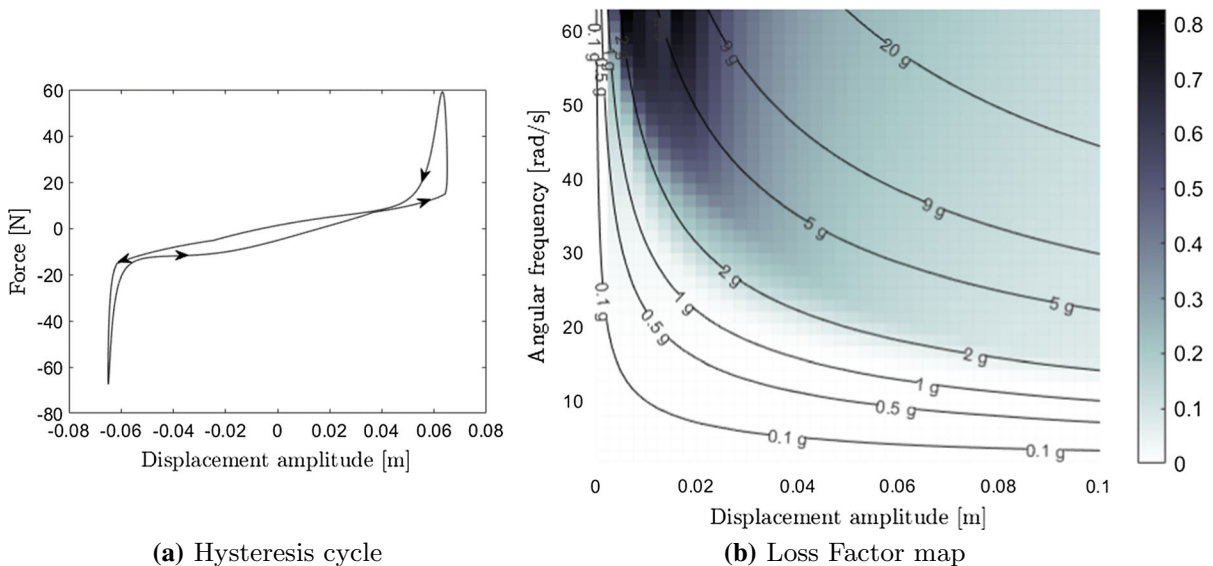 60
40
20
0
-20
-40
-60
-80
Force [N]
-0.08 -0.06 -0.04 -0.02 0 0.02 0.04 0.06 0.08
Displacement amplitude [m]
(a) Hysteresis cycle
60
50
40
30
20
10
Angular frequency [rad/s]
0.1 g
0.5 g
1 g
9 g
20 g
9 g
5 g
2 g
0.1 g
0.5 g
1 g
5 g
2 g
1 g
0.5 g
0.1 g
0.1 g
0 0.02 0.04 0.06 0.08 0.1
Displacement amplitude [m]
0.8
0.7
0.6
0.5
0.4
0.3
0.2
0.1
0
(b) Loss Factor map